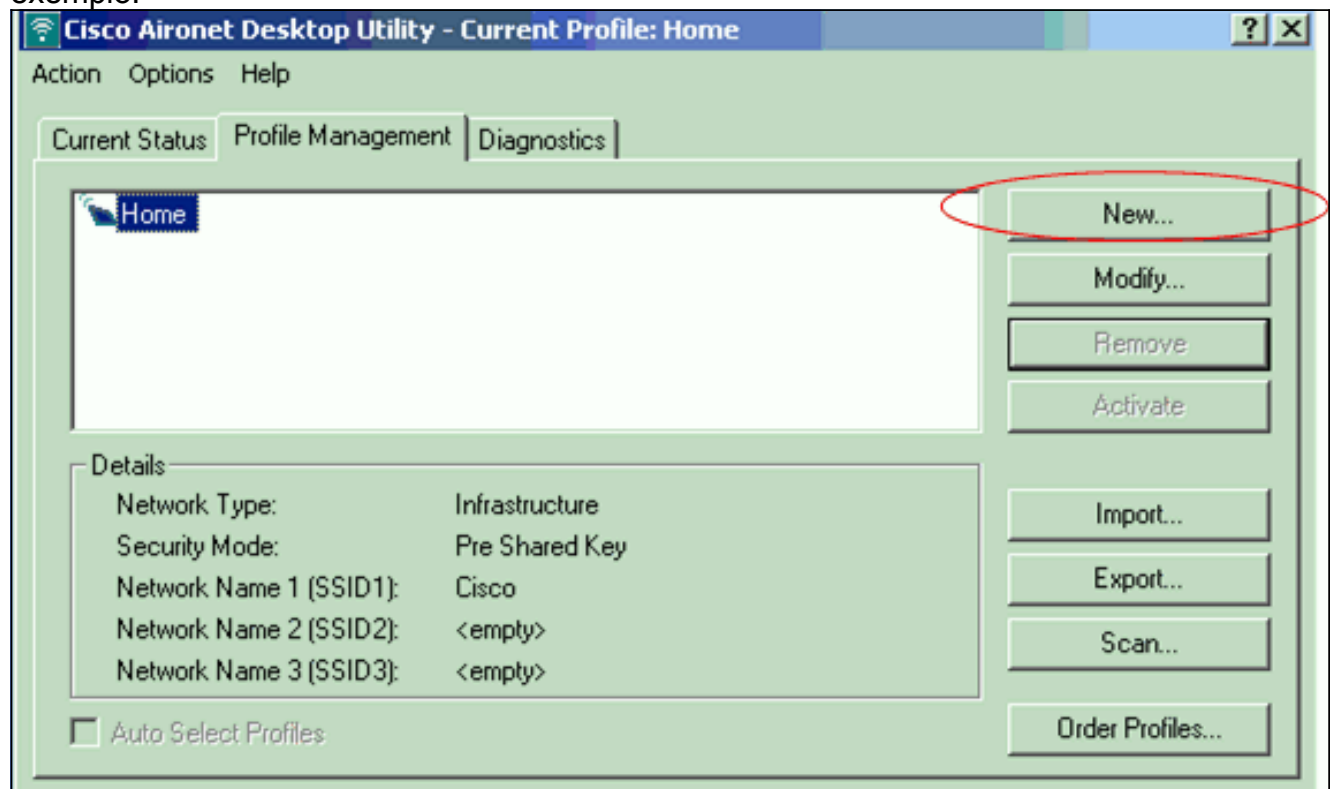 exemple:
Cisco Aironet Desktop Utility - Current Profile: Home
Action Options Help
Current Status Profile Management Diagnostics
Home
New...
Modify...
Remove
Activate
Details
Network Type: Infrastructure
Security Mode: Pre Shared Key
Network Name 1 (SSID1): Cisco
Network Name 2 (SSID2): <empty>
Network Name 3 (SSID3): <empty>
Import...
Export...
Scan...
Auto Select Profiles
Order Profiles...